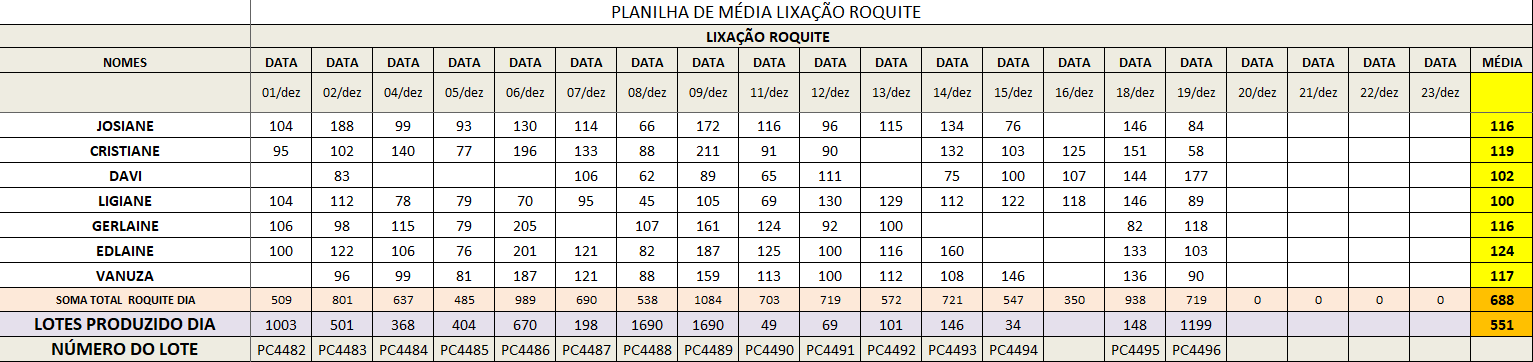 PLANILHA DE MÉDIA LIXAÇÃO ROQUITE
LIXAÇÃO ROQUITE
NOMES DATA DATA DATA DATA DATA DATA DATA DATA DATA DATA DATA DATA DATA DATA DATA DATA DATA DATA DATA DATA MÉDIA
01/dez 02/dez 04/dez 05/dez 06/dez 07/dez 08/dez 09/dez 11/dez 12/dez 13/dez 14/dez 15/dez 16/dez 18/dez 19/dez 20/dez 21/dez 22/dez 23/dez
JOSIANE 104 188 99 93 130 114 66 172 116 96 115 134 76 146 84 116
CRISTIANE 95 102 140 77 196 133 88 211 91 90 132 103 125 151 58 119
DAVI 83 106 62 89 65 111 75 100 107 144 177 102
LIGIANE 104 112 78 79 70 95 45 105 69 130 129 112 122 118 146 89 100
GERLAINE 106 98 115 79 205 107 161 124 92 100 82 118 116
EDLAINE 100 122 106 76 201 121 82 187 125 100 116 160 133 103 124
VANUZA 96 99 81 187 121 88 159 113 100 112 108 146 136 90 117
SOMA TOTAL ROQUITE DIA 509 801 637 485 989 690 538 1084 703 719 572 721 547 350 938 719 0 0 0 0 688
LOTES PRODUZIDO DIA 1003 501 368 404 670 198 1690 1690 49 69 101 146 34 148 1199 551
NÚMERO DO LOTE PC4482 PC4483 PC4484 PC4485 PC4486 PC4487 PC4488 PC4489 PC4490 PC4491 PC4492 PC4493 PC4494 PC4495 PC4496